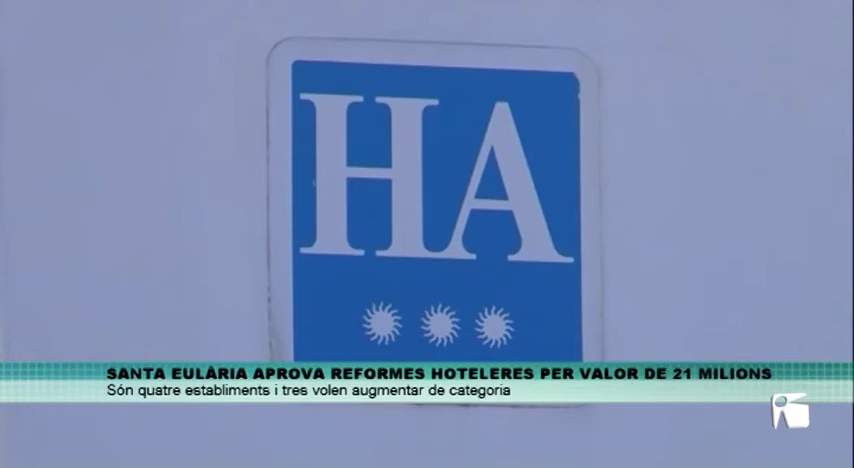 HA
SANTA EULÀRIA APROVA REFORMES HOTELERES PER VALOR DE 21 MILIONS
Són quatre establiments i tres volen augmentar de categoria